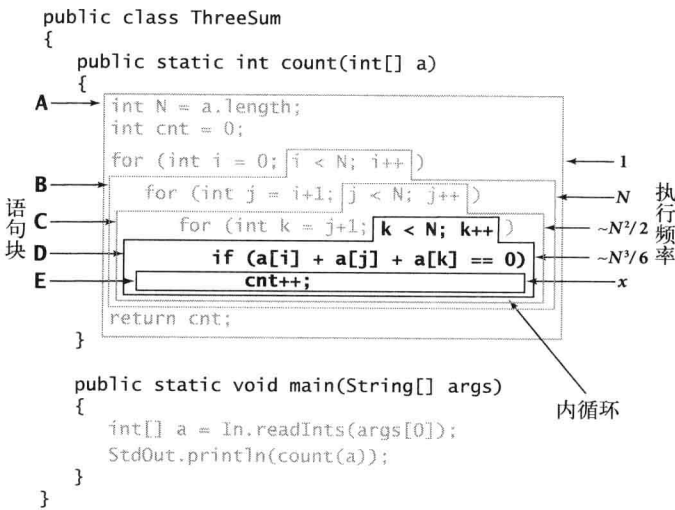 public class ThreeSum
{
public static int count(int[] a)
{
A
int N = a.length;
int cnt = 0;
for (int i = 0; i < N; i++)
1
B
for (int j = i+1; j < N; j++)
N
C
for (int k = j+1; k < N; k++)
~N²/2
D
if (a[i] + a[j] + a[k] == 0)
~N³/6
E
cnt++;
x
语句块
执行频率
return cnt;
}
内循环
public static void main(String[] args)
{
int[] a = In.readInts(args[0]);
StdOut.println(count(a));
}
}